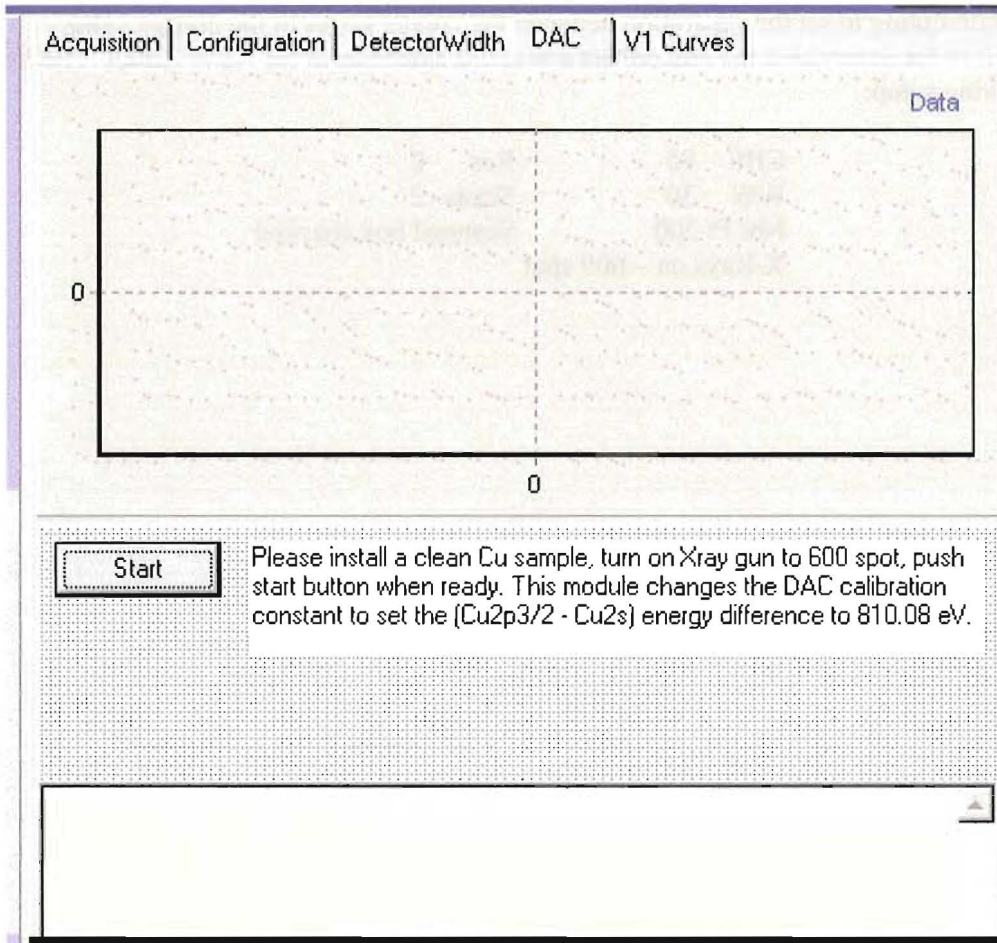 Acquisition Configuration DetectorWidth DAC V1 Curves
Data
0
0
Start
Please install a clean Cu sample, turn on Xray gun to 600 spot, push
start button when ready. This module changes the DAC calibration
constant to set the (Cu2p3/2 - Cu2s) energy difference to 810.08 eV.